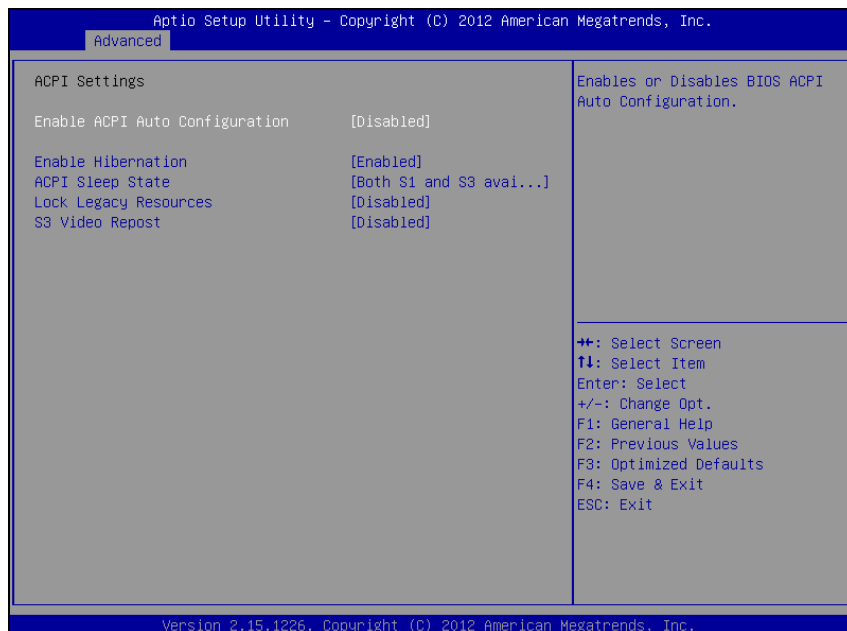 Aptio Setup Utility – Copyright (C) 2012 American Megatrends, Inc.
Advanced
ACPI Settings
Enable ACPI Auto Configuration [Disabled]
Enable Hibernation [Enabled]
ACPI Sleep State [Both S1 and S3 avai...]
Lock Legacy Resources [Disabled]
S3 Video Repost [Disabled]
Enables or Disables BIOS ACPI
Auto Configuration.
→←: Select Screen
↑↓: Select Item
Enter: Select
+/-: Change Opt.
F1: General Help
F2: Previous Values
F3: Optimized Defaults
F4: Save & Exit
ESC: Exit
Version 2.15.1226. Copyright (C) 2012 American Megatrends, Inc.